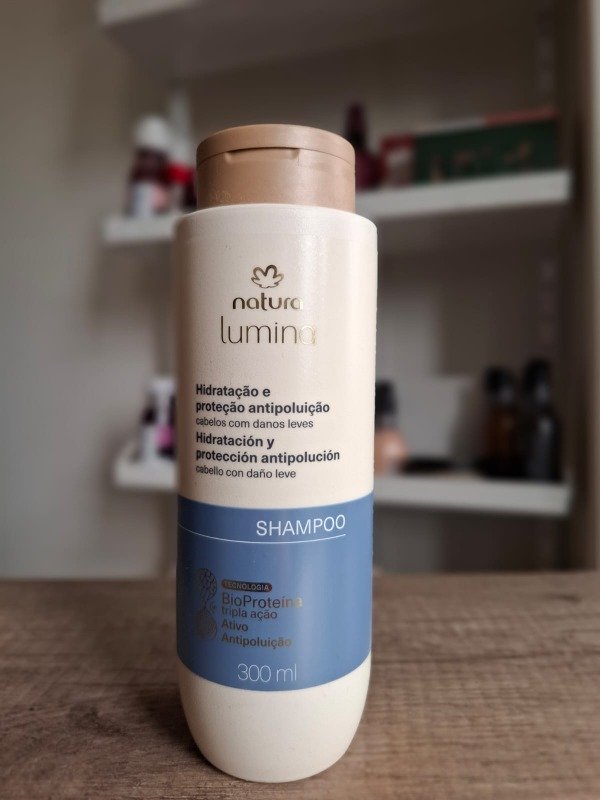 natura
lumina
Hidratação e
proteção antipoluição
cabelos com danos leves
Hidratación y
protección antipolución
cabello con daño leve
SHAMPOO
TECNOLOGIA
BioProteína
tripla ação
Ativo
Antipoluição
300 ml